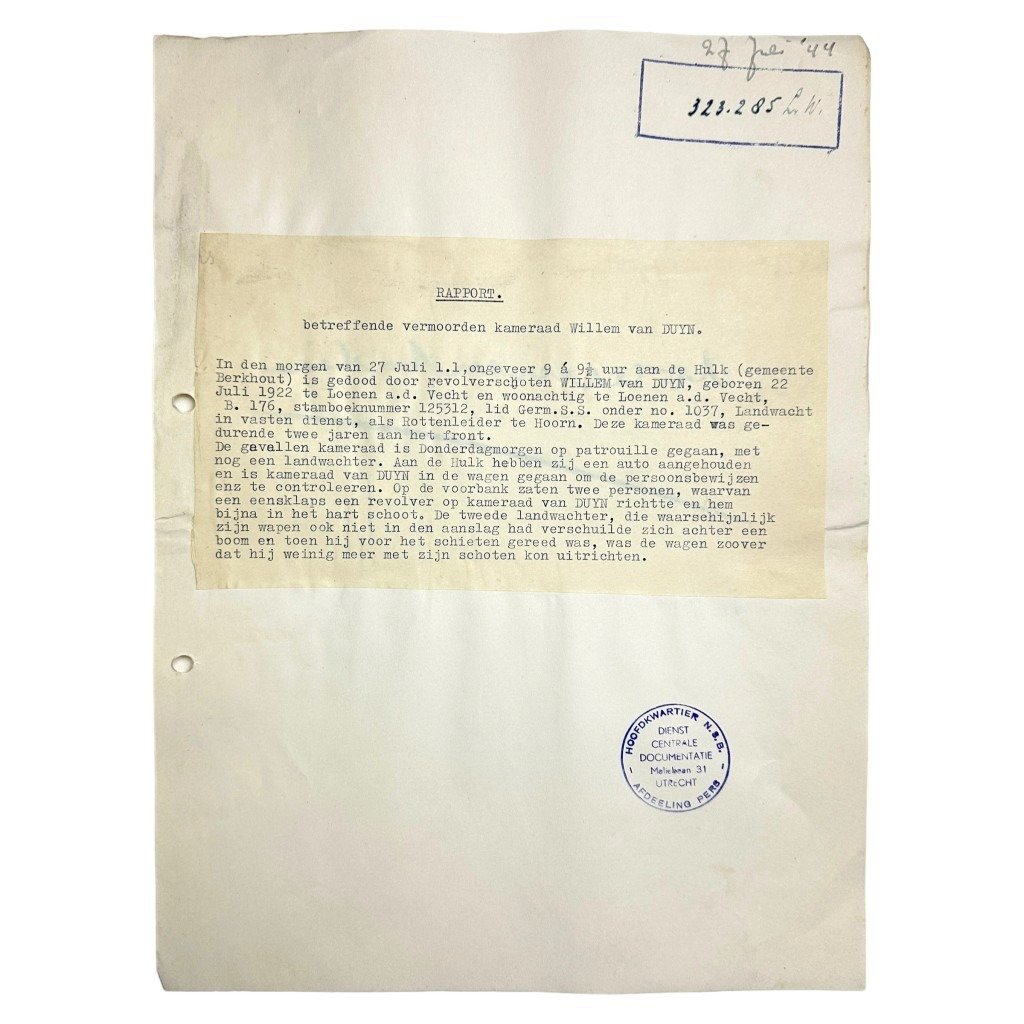 27 Juli '44
323.285 L.W.
RAPPORT.
betreffende vermoorden kameraad Willem van DUYN.
In den morgen van 27 Juli l.l,ongeveer 9 á 9½ uur aan de Hulk (gemeente
Berkhout) is gedood door revolverschoten WILLEM van DUYN, geboren 22
Juli 1922 te Loenen a.d. Vecht en woonachtig te Loenen a.d. Vecht,
B. 176, stamboeknummer 125312, lid Germ.S.S. onder no. 1037, Landwacht
in vasten dienst, als Rottenleider te Hoorn. Deze kameraad was ge-
durende twee jaren aan het front.
De gevallen kameraad is Donderdagmorgen op patrouille gegaan, met
nog een landwachter. Aan de Hulk hebben zij een auto aangehouden
en is kameraad van DUYN in de wagen gegaan om de persoonsbewijzen
enz te controleeren. Op de voorbank zaten twee personen, waarvan
een eensklaps een revolver op kameraad van DUYN richtte en hem
bijna in het hart schoot. De tweede landwachter, die waarschijnlijk
zijn wapen ook niet in den aanslag had verschuilde zich achter een
boom en toen hij voor het schieten gereed was, was de wagen zoover
dat hij weinig meer met zijn schoten kon uitrichten.
HOOFDKWARTIER N.S.B.
DIENST
CENTRALE
DOCUMENTATIE
Maliebaan 31
UTRECHT
- AFDEELING PERS -